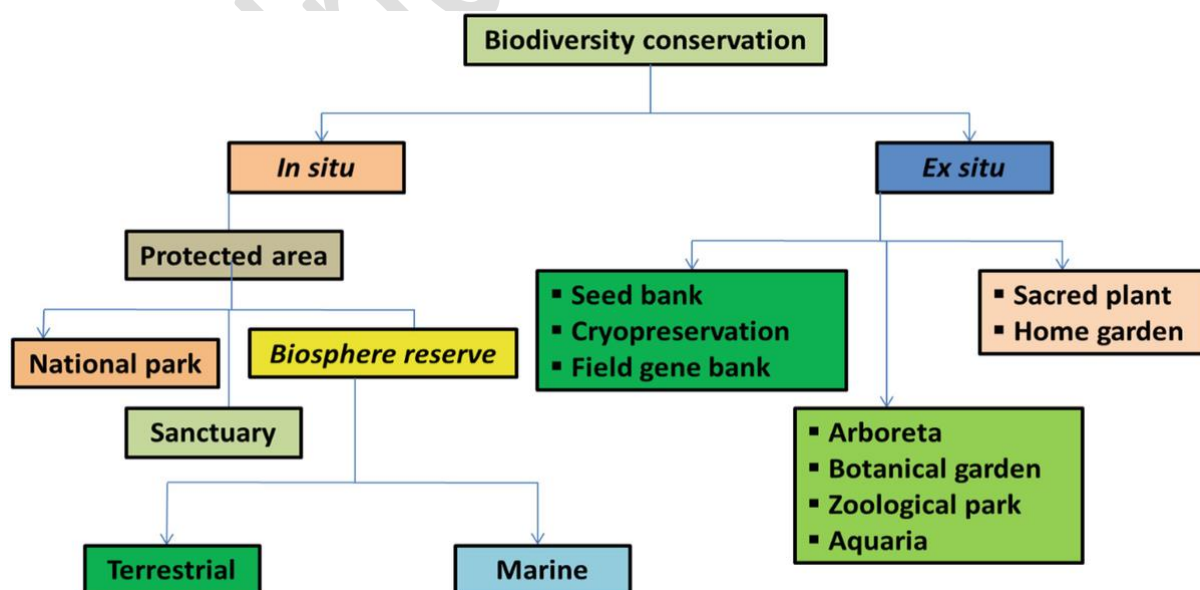 Biodiversity conservation
In situ
Ex situ
Protected area
National park
Biosphere reserve
Sanctuary
Terrestrial
Marine
▪ Seed bank
▪ Cryopreservation
▪ Field gene bank
▪ Sacred plant
▪ Home garden
▪ Arboreta
▪ Botanical garden
▪ Zoological park
▪ Aquaria